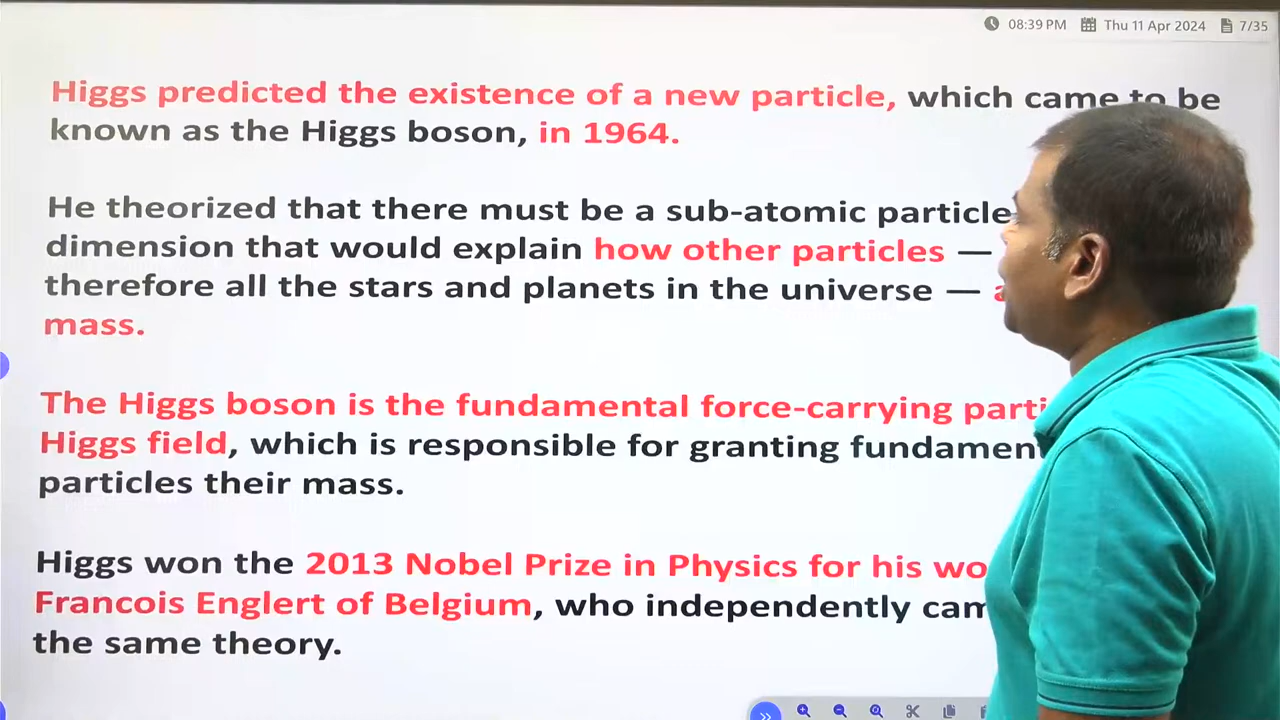 08:39 PM Thu 11 Apr 2024 7/35
Higgs predicted the existence of a new particle, which came to be
known as the Higgs boson, in 1964.
He theorized that there must be a sub-atomic particle
dimension that would explain how other particles —
therefore all the stars and planets in the universe —
mass.
The Higgs boson is the fundamental force-carrying
Higgs field, which is responsible for granting
particles their mass.
Higgs won the 2013 Nobel Prize in Physics for his
Francois Englert of Belgium, who independently
the same theory.